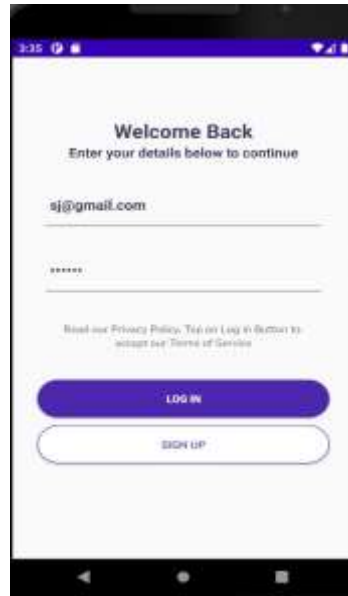 3:35
Welcome Back
Enter your details below to continue
sj@gmail.com
••••••
Read our Privacy Policy. Tap on Log in Button to
accept our Terms of Service
LOG IN
SIGN UP